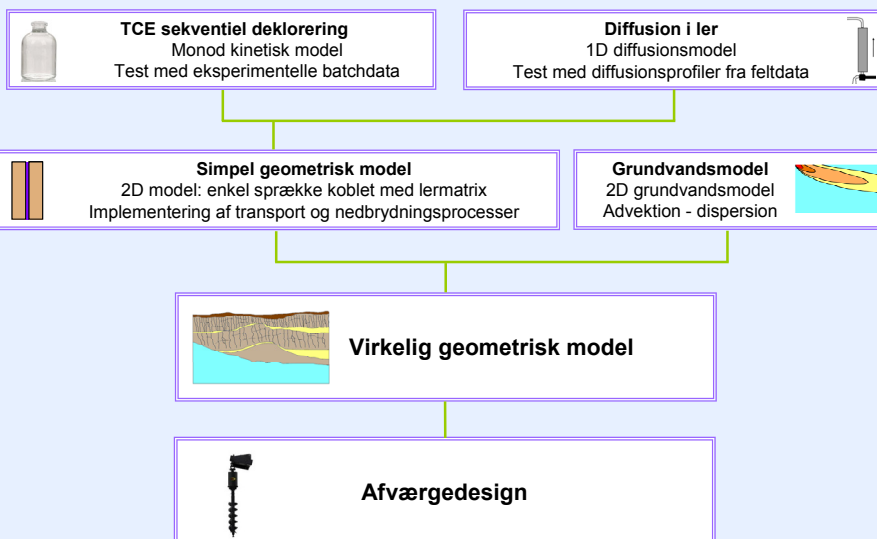 TCE sekventiel deklorering
Monod kinetisk model
Test med eksperimentelle batchdata
Diffusion i ler
1D diffusionsmodel
Test med diffusionsprofiler fra feltdata
Simpel geometrisk model
2D model: enkel sprække koblet med lermatrix
Implementering af transport og nedbrydningsprocesser
Grundvandsmodel
2D grundvandsmodel
Advektion - dispersion
Virkelig geometrisk model
Afværgedesign